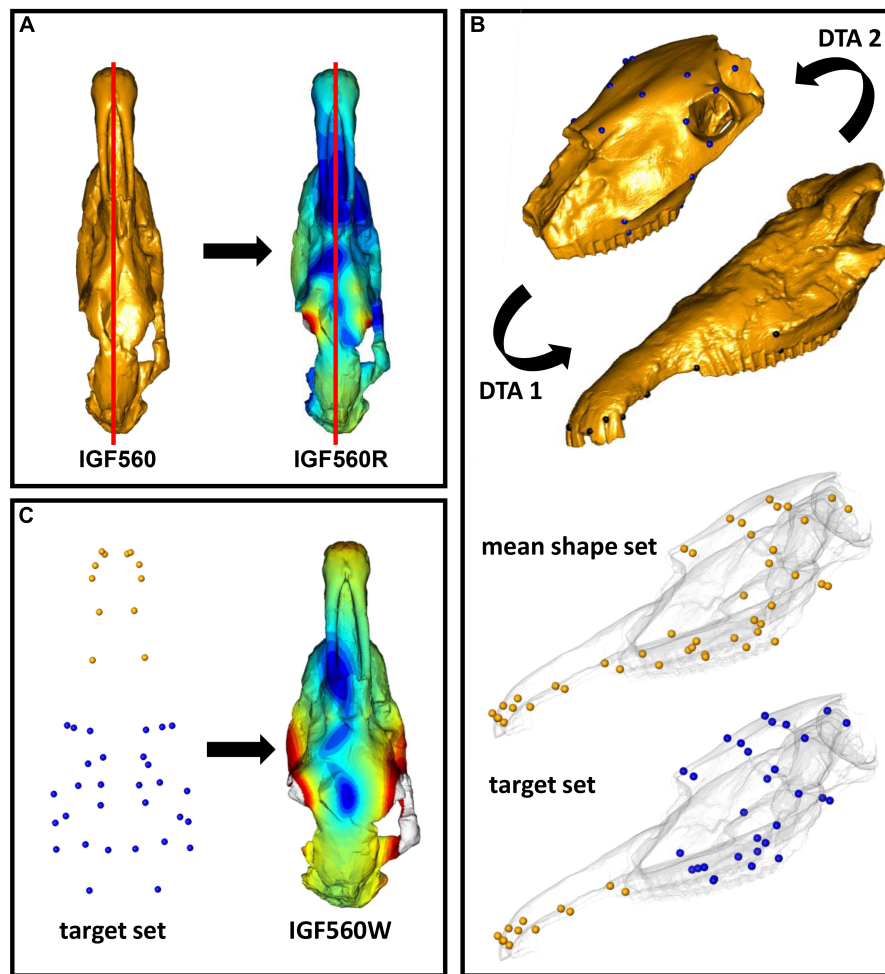 A
IGF560
IGF560R
B
DTA 2
DTA 1
mean shape set
target set
C
target set
IGF560W